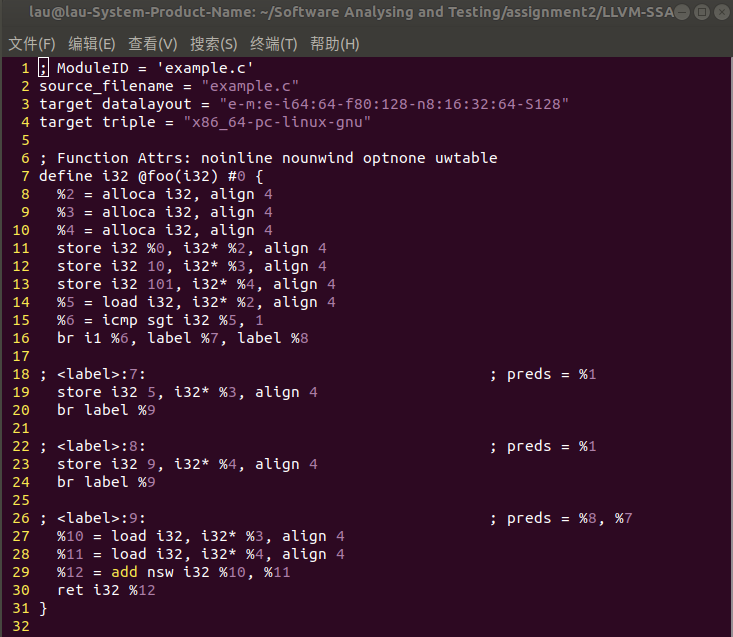 lau@lau-System-Product-Name: ~/Software Analysing and Testing/assignment2/LLVM-SSA
文件(F) 编辑(E) 查看(V) 搜索(S) 终端(T) 帮助(H)
1 ; ModuleID = 'example.c'
2 source_filename = "example.c"
3 target datalayout = "e-m:e-i64:64-f80:128-n8:16:32:64-S128"
4 target triple = "x86_64-pc-linux-gnu"
5
6 ; Function Attrs: noinline nounwind optnone uwtable
7 define i32 @foo(i32) #0 {
8   %2 = alloca i32, align 4
9   %3 = alloca i32, align 4
10   %4 = alloca i32, align 4
11   store i32 %0, i32* %2, align 4
12   store i32 10, i32* %3, align 4
13   store i32 101, i32* %4, align 4
14   %5 = load i32, i32* %2, align 4
15   %6 = icmp sgt i32 %5, 1
16   br i1 %6, label %7, label %8
17
18 ; <label>:7:                                      ; preds = %1
19   store i32 5, i32* %3, align 4
20   br label %9
21
22 ; <label>:8:                                      ; preds = %1
23   store i32 9, i32* %4, align 4
24   br label %9
25
26 ; <label>:9:                                      ; preds = %8, %7
27   %10 = load i32, i32* %3, align 4
28   %11 = load i32, i32* %4, align 4
29   %12 = add nsw i32 %10, %11
30   ret i32 %12
31 }
32